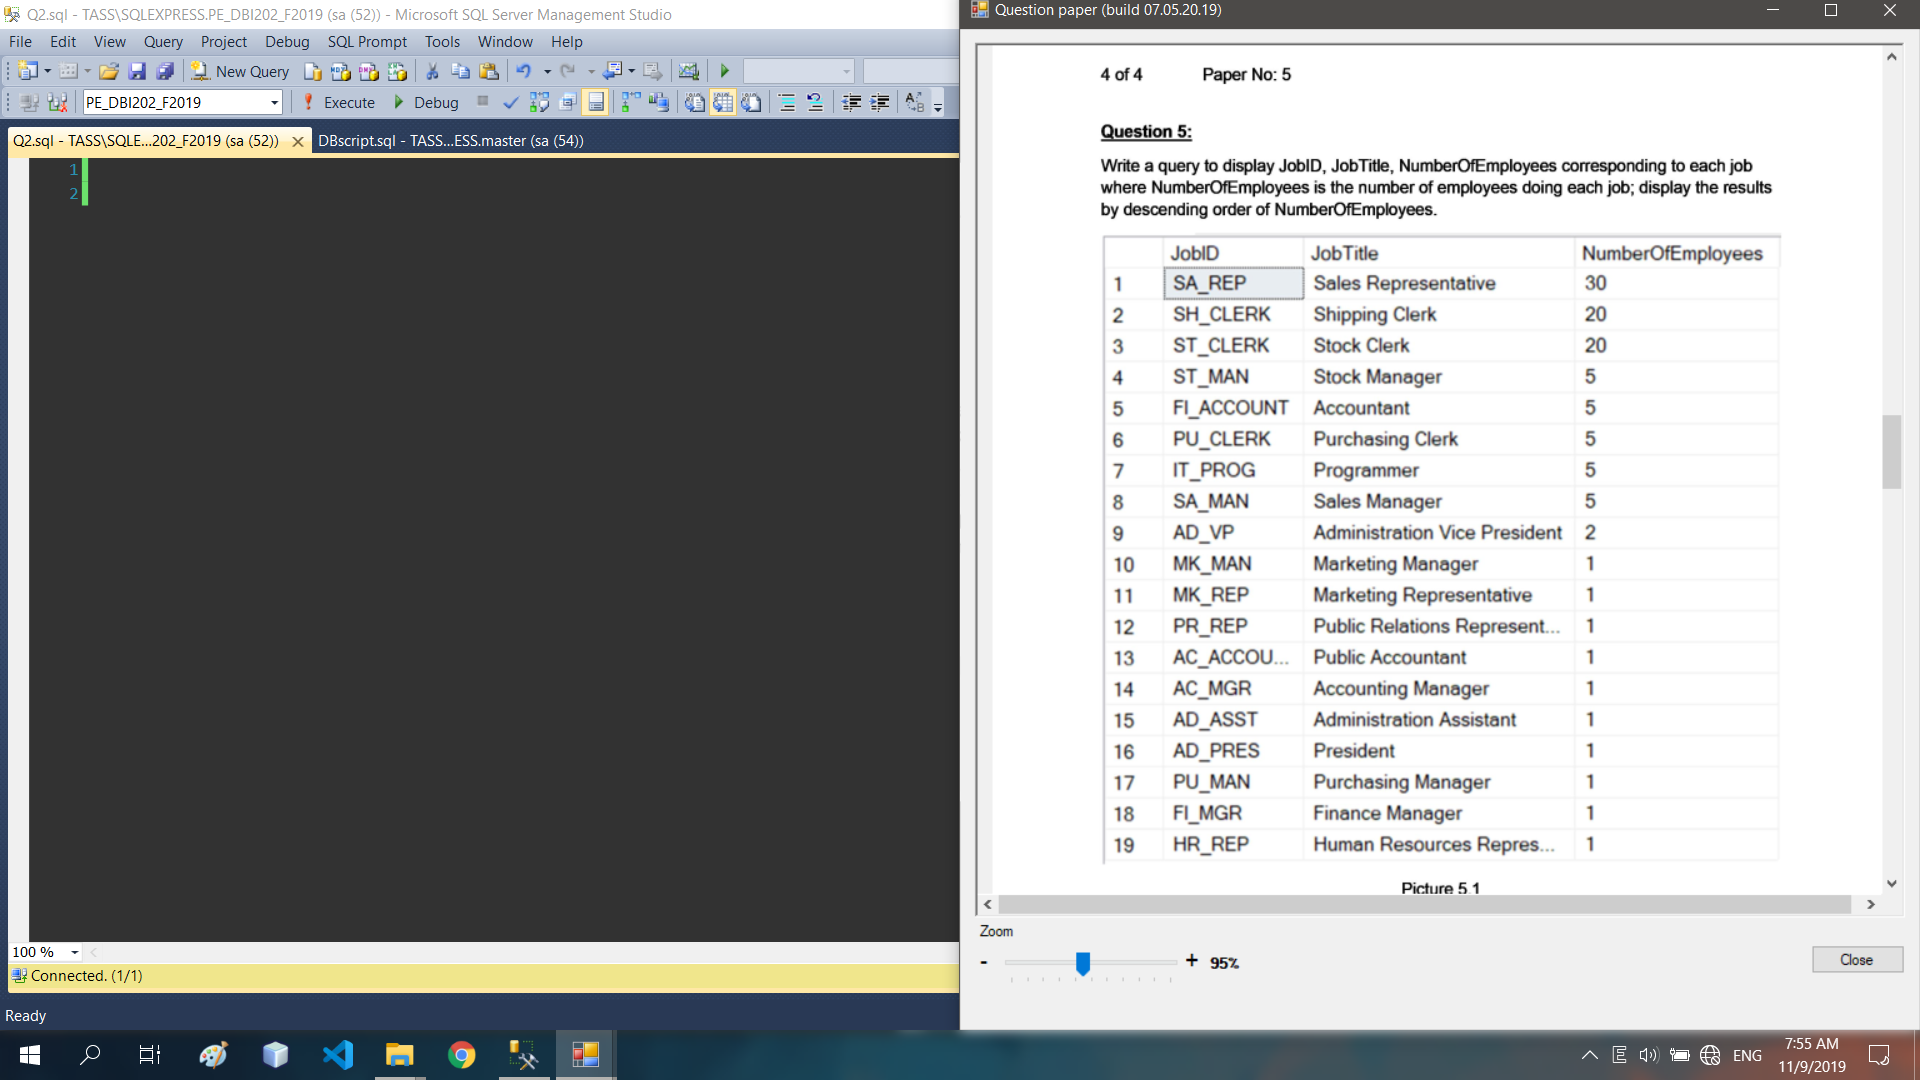 Q2.sql - TASS\SQLEXPRESS.PE_DBI202_F2019 (sa (52)) - Microsoft SQL Server Management Studio
File Edit View Query Project Debug SQL Prompt Tools Window Help
New Query
PE_DBI202_F2019 Execute Debug
Q2.sql - TASS\SQLE...202_F2019 (sa (52)) DBscript.sql - TASS...ESS.master (sa (54))
1
2
100 %
Connected. (1/1)
Ready
Question paper (build 07.05.20.19)
4 of 4 Paper No: 5
Question 5:
Write a query to display JobID, JobTitle, NumberOfEmployees corresponding to each job
where NumberOfEmployees is the number of employees doing each job; display the results
by descending order of NumberOfEmployees.
JobID JobTitle NumberOfEmployees
1 SA_REP Sales Representative 30
2 SH_CLERK Shipping Clerk 20
3 ST_CLERK Stock Clerk 20
4 ST_MAN Stock Manager 5
5 FI_ACCOUNT Accountant 5
6 PU_CLERK Purchasing Clerk 5
7 IT_PROG Programmer 5
8 SA_MAN Sales Manager 5
9 AD_VP Administration Vice President 2
10 MK_MAN Marketing Manager 1
11 MK_REP Marketing Representative 1
12 PR_REP Public Relations Represent... 1
13 AC_ACCOU... Public Accountant 1
14 AC_MGR Accounting Manager 1
15 AD_ASST Administration Assistant 1
16 AD_PRES President 1
17 PU_MAN Purchasing Manager 1
18 FI_MGR Finance Manager 1
19 HR_REP Human Resources Repres... 1
Picture 5.1
Zoom
- + 95%
Close
ENG
7:55 AM
11/9/2019